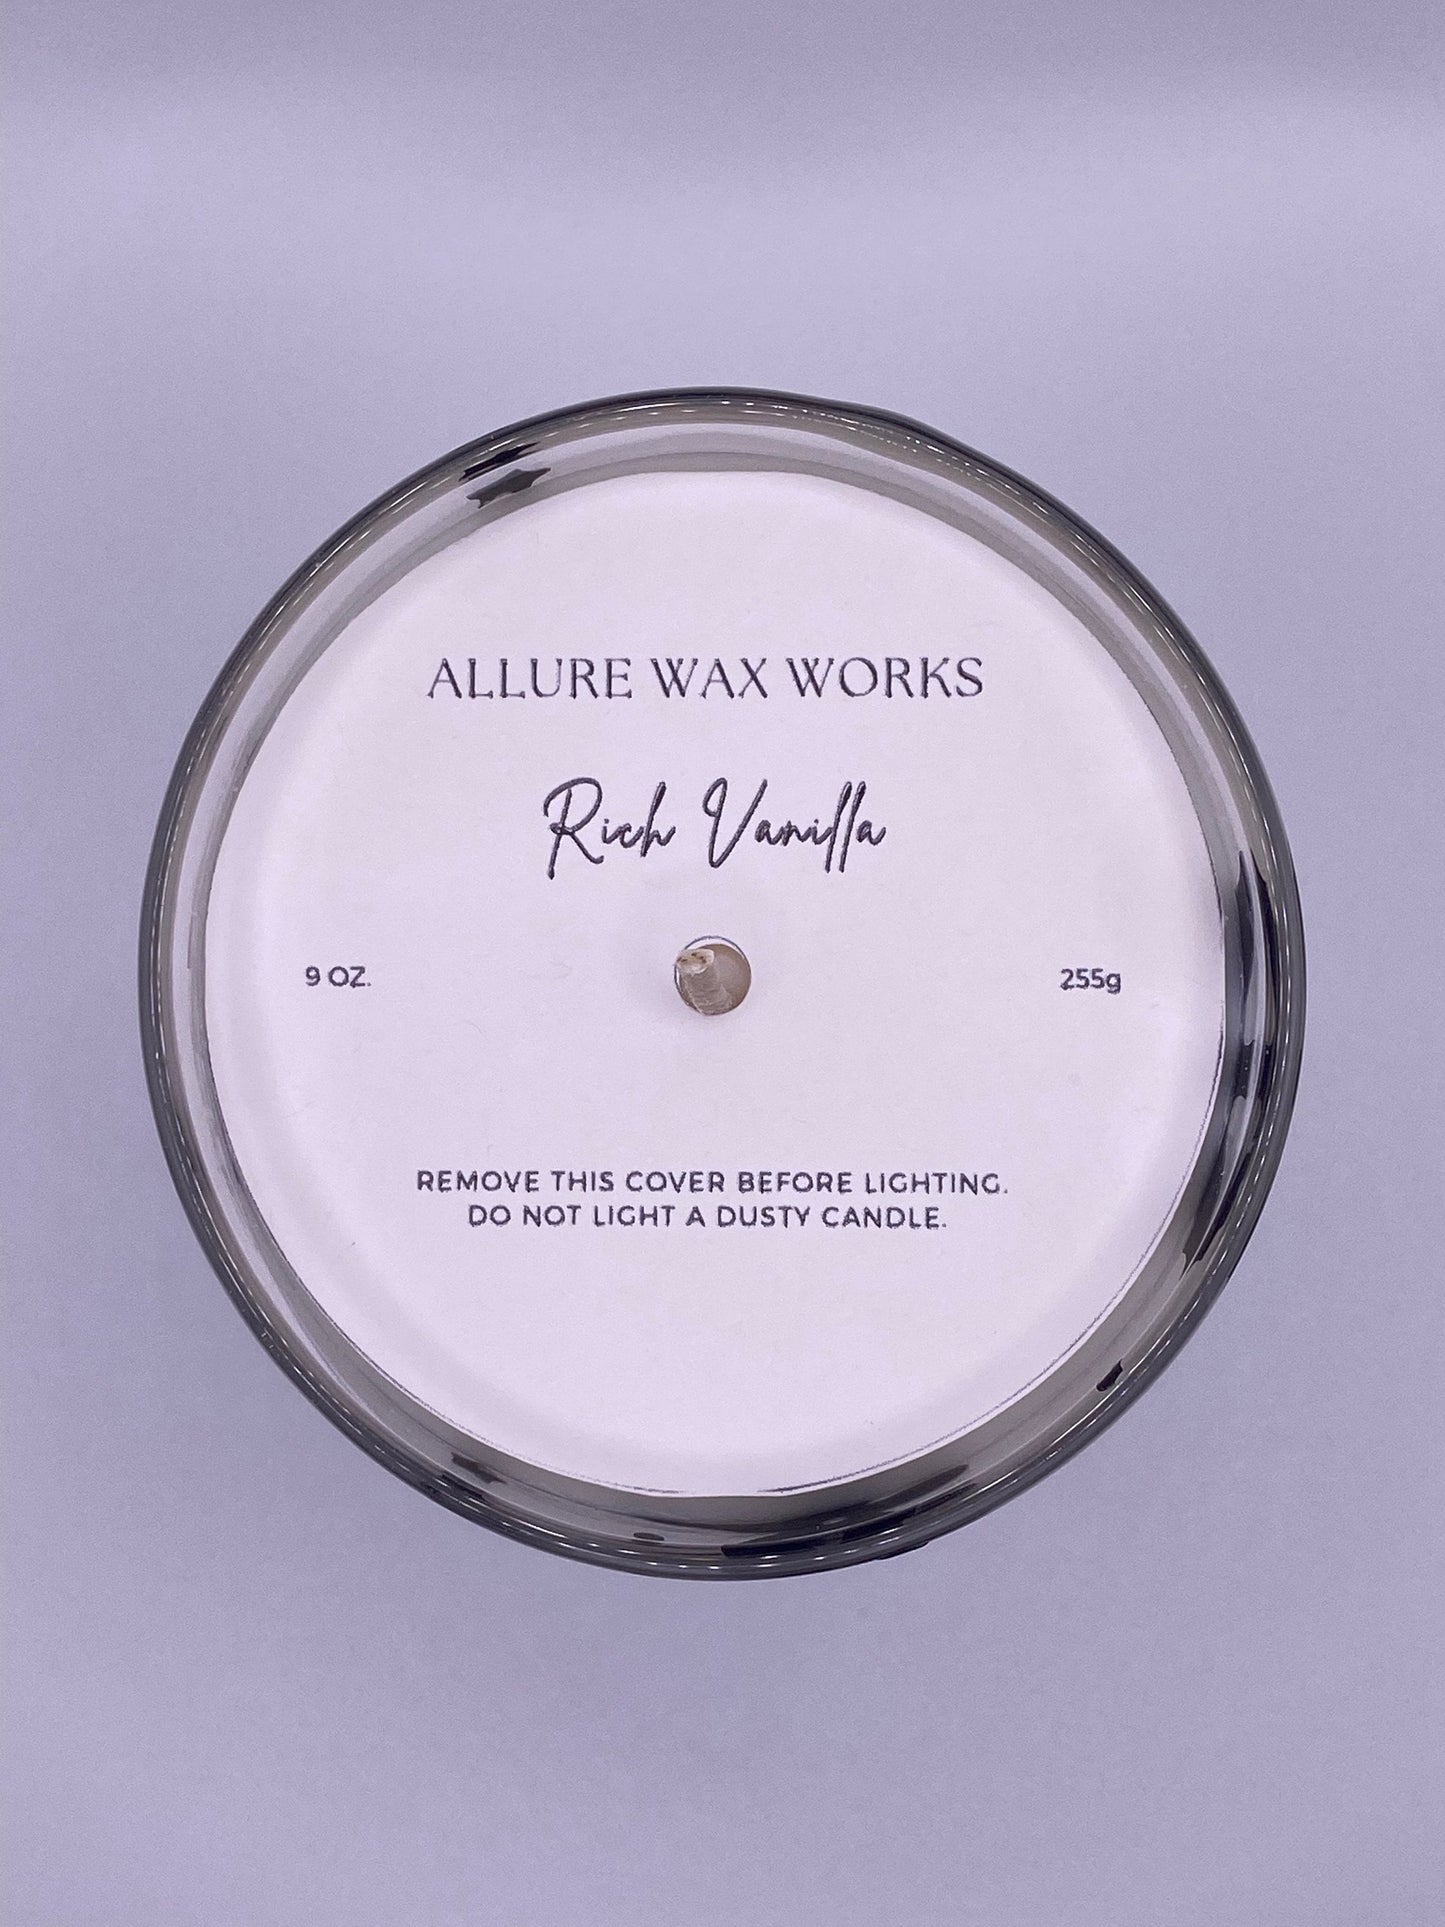 ALLURE WAX WORKS
Rich Vanilla
9 OZ. 255g
REMOVE THIS COVER BEFORE LIGHTING.
DO NOT LIGHT A DUSTY CANDLE.